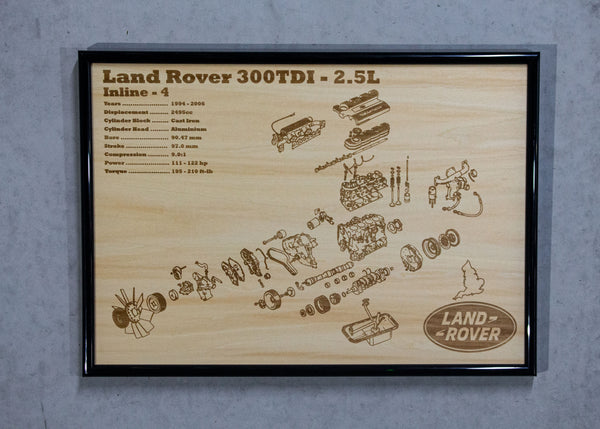 Land Rover 300TDI - 2.5L
Inline - 4
Years ........................ 1994 - 2006
Displacement .......... 2495cc
Cylinder Block ........ Cast Iron
Cylinder Head .......... Aluminium
Bore .......................... 90.47 mm
Stroke ...................... 97.0 mm
Compression ............ 9.0:1
Power ........................ 111 - 122 hp
Torque ...................... 195 - 210 ft-lb
LAND-
-ROVER